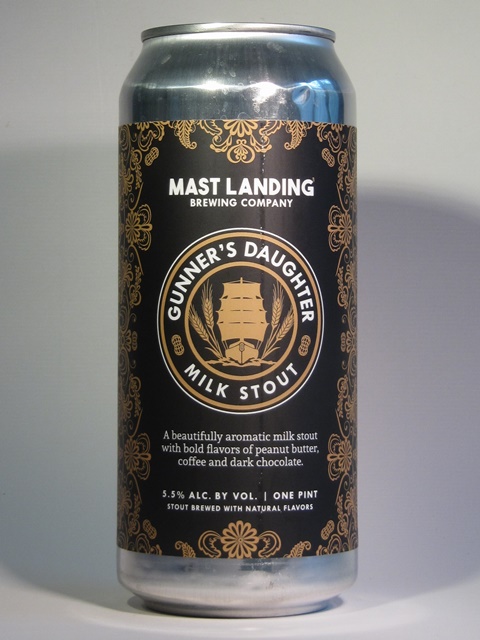 MAST LANDING
BREWING COMPANY
GUNNER'S DAUGHTER
MILK STOUT
A beautifully aromatic milk stout
with bold flavors of peanut butter,
coffee and dark chocolate.
5.5% ALC. BY VOL. | ONE PINT
STOUT BREWED WITH NATURAL FLAVORS